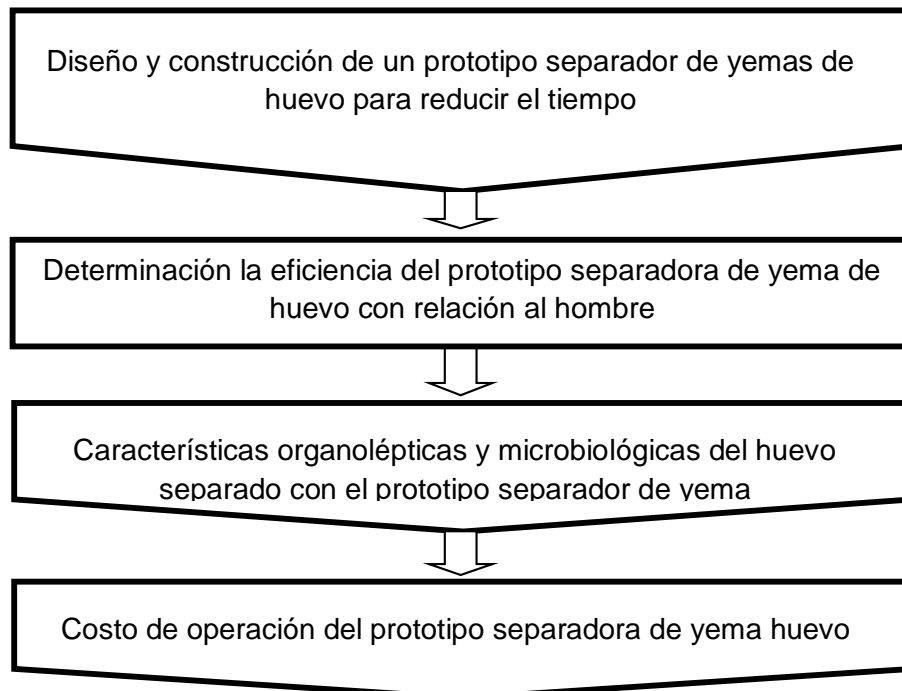 Diseño y construcción de un prototipo separador de yemas de
huevo para reducir el tiempo
Determinación la eficiencia del prototipo separadora de yema de
huevo con relación al hombre
Características organolépticas y microbiológicas del huevo
separado con el prototipo separador de yema
Costo de operación del prototipo separadora de yema huevo